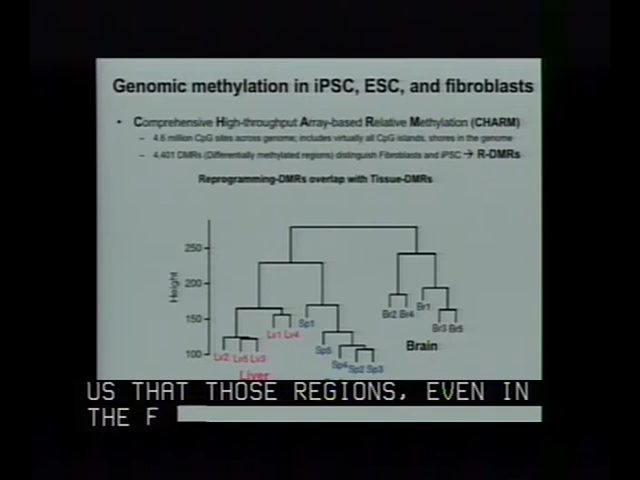 Genomic methylation in iPSC, ESC, and fibroblasts
• Comprehensive High-throughput Array-based Relative Methylation (CHARM)
– 4.6 million CpG sites across genome; includes virtually all CpG islands, shores in the genome
– 4,401 DMRs (Differentially methylated regions) distinguish Fibroblasts and iPSC → R-DMRs
Reprogramming-DMRs overlap with Tissue-DMRs
Height
250
200
150
100
Lv2 Lv5 Lv3
Lv1 Lv4
Sp1
Sp5
Sp4 Sp2 Sp3
Br2 Br4
Br1
Br3 Br5
Liver
Brain
US THAT THOSE REGIONS, EVEN IN
THE F